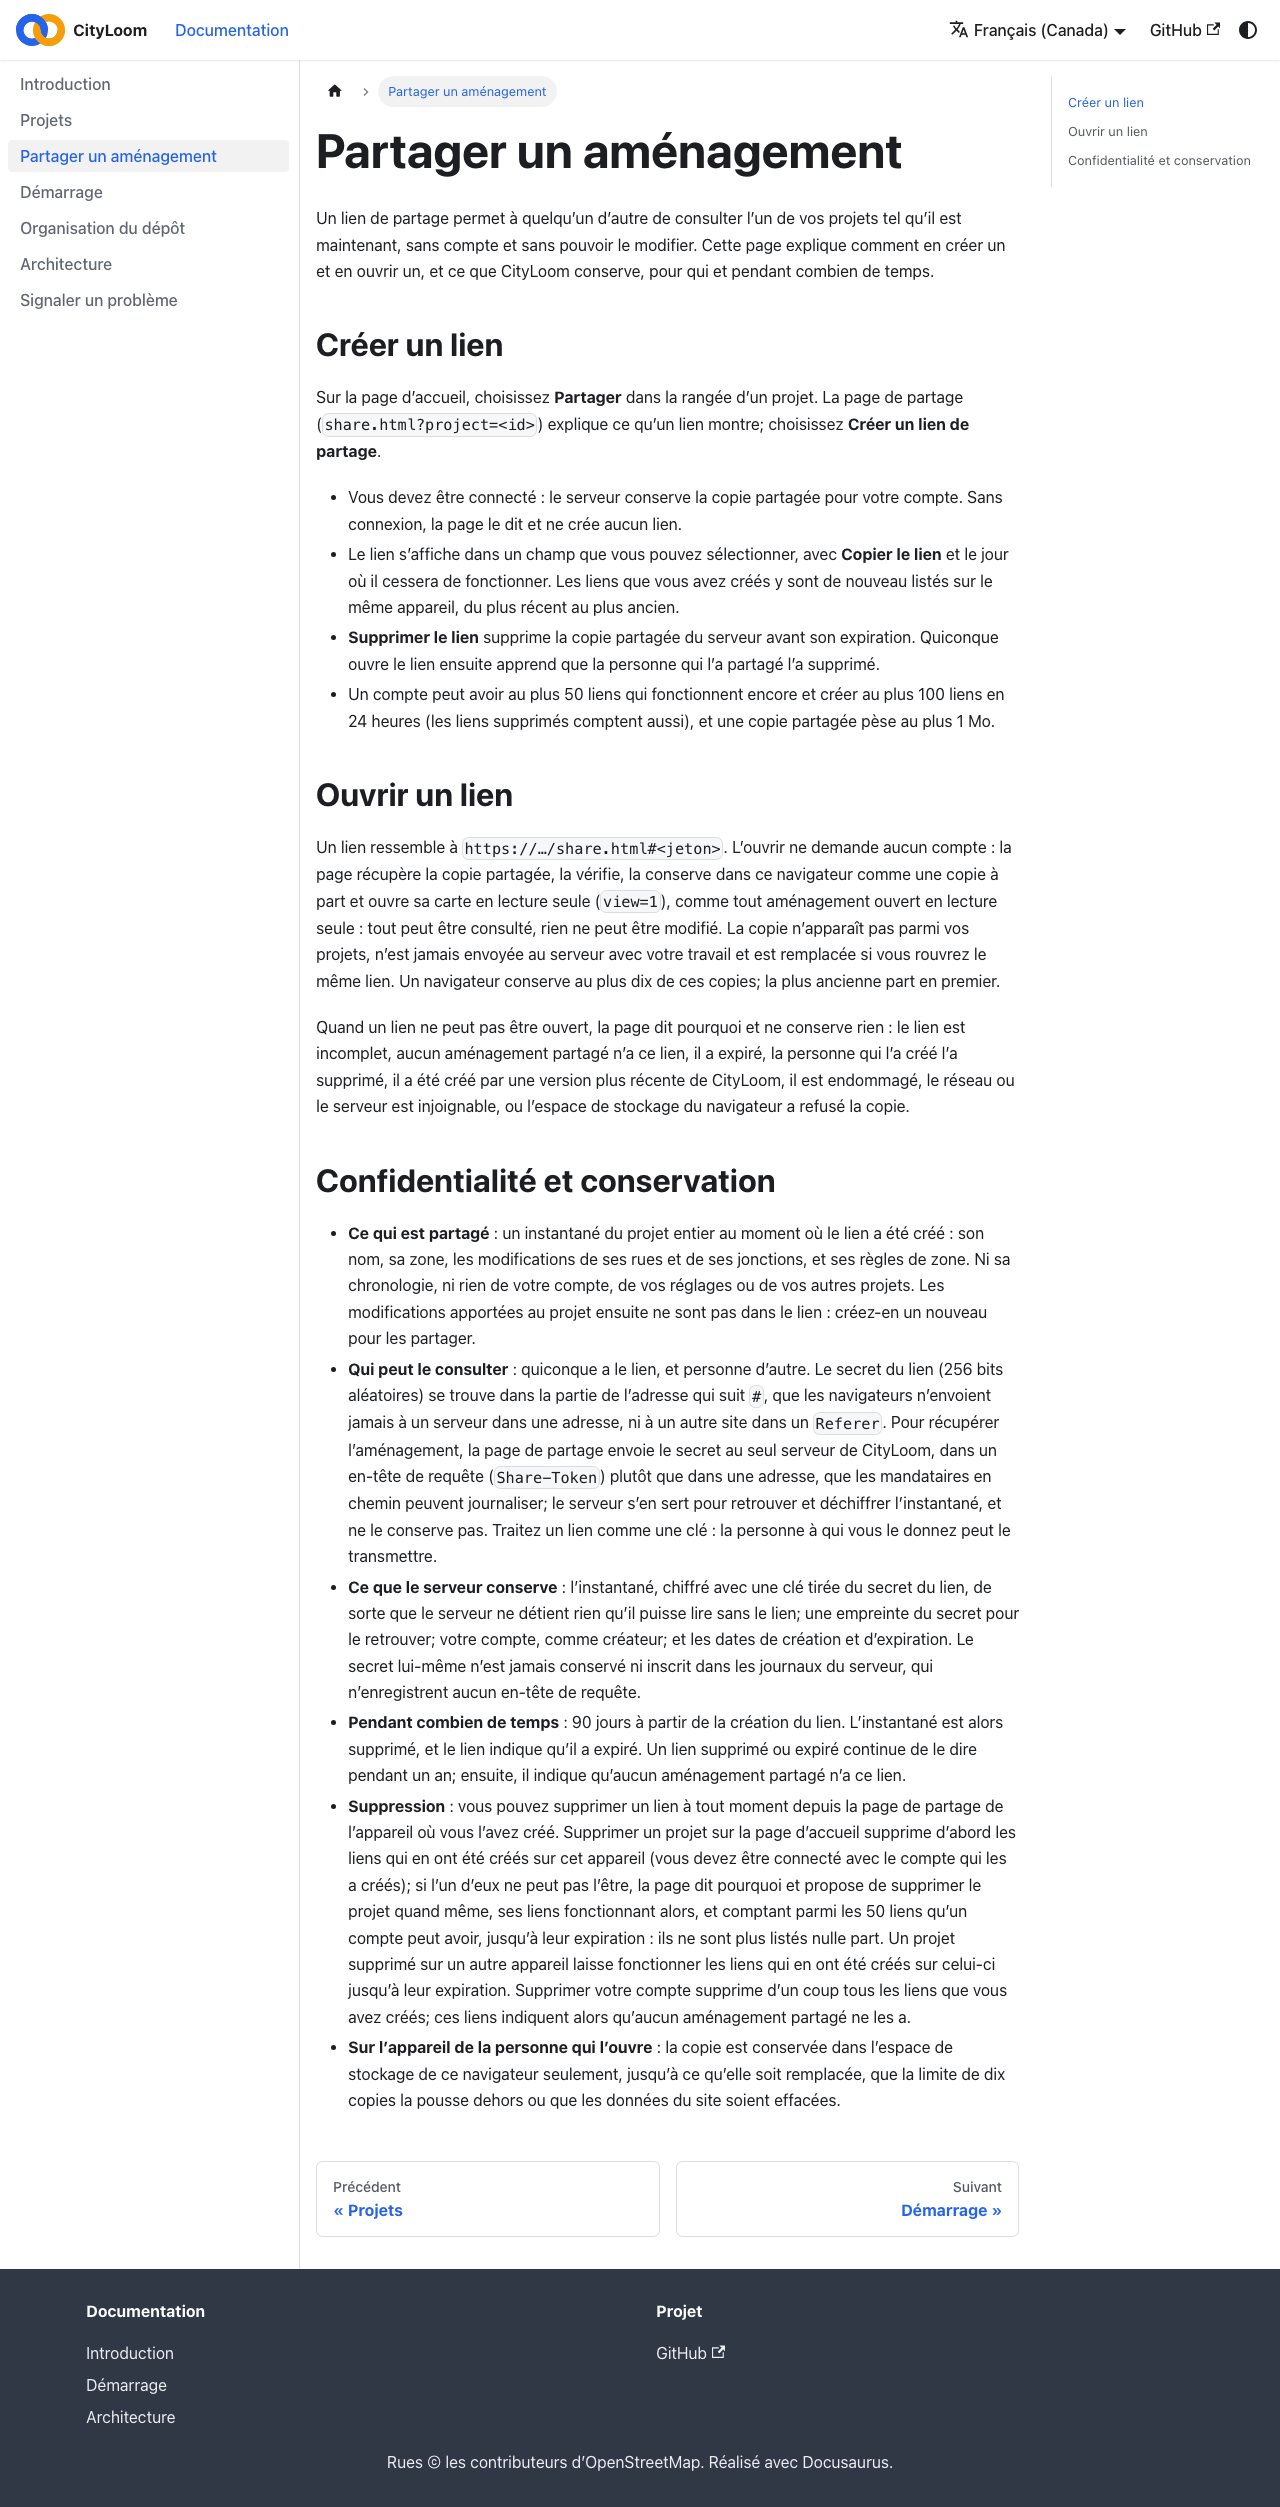 CityLoom
Documentation
Français (Canada)
GitHub
Introduction
Projets
Partager un aménagement
Démarrage
Organisation du dépôt
Architecture
Signaler un problème
Partager un aménagement
Créer un lien
Ouvrir un lien
Confidentialité et conservation
Partager un aménagement
Un lien de partage permet à quelqu’un d’autre de consulter l’un de vos projets tel qu’il est
maintenant, sans compte et sans pouvoir le modifier. Cette page explique comment en créer un
et en ouvrir un, et ce que CityLoom conserve, pour qui et pendant combien de temps.
Créer un lien
Sur la page d’accueil, choisissez Partager dans la rangée d’un projet. La page de partage
(share.html?project=<id>) explique ce qu’un lien montre; choisissez Créer un lien de
partage.
• Vous devez être connecté : le serveur conserve la copie partagée pour votre compte. Sans
connexion, la page le dit et ne crée aucun lien.
• Le lien s’affiche dans un champ que vous pouvez sélectionner, avec Copier le lien et le jour
où il cessera de fonctionner. Les liens que vous avez créés y sont de nouveau listés sur le
même appareil, du plus récent au plus ancien.
• Supprimer le lien supprime la copie partagée du serveur avant son expiration. Quiconque
ouvre le lien ensuite apprend que la personne qui l’a partagé l’a supprimé.
• Un compte peut avoir au plus 50 liens qui fonctionnent encore et créer au plus 100 liens en
24 heures (les liens supprimés comptent aussi), et une copie partagée pèse au plus 1 Mo.
Ouvrir un lien
Un lien ressemble à https://…/share.html#<jeton>. L’ouvrir ne demande aucun compte : la
page récupère la copie partagée, la vérifie, la conserve dans ce navigateur comme une copie à
part et ouvre sa carte en lecture seule (view=1), comme tout aménagement ouvert en lecture
seule : tout peut être consulté, rien ne peut être modifié. La copie n’apparaît pas parmi vos
projets, n’est jamais envoyée au serveur avec votre travail et est remplacée si vous rouvrez le
même lien. Un navigateur conserve au plus dix de ces copies; la plus ancienne part en premier.
Quand un lien ne peut pas être ouvert, la page dit pourquoi et ne conserve rien : le lien est
incomplet, aucun aménagement partagé n’a ce lien, il a expiré, la personne qui l’a créé l’a
supprimé, il a été créé par une version plus récente de CityLoom, il est endommagé, le réseau ou
le serveur est injoignable, ou l’espace de stockage du navigateur a refusé la copie.
Confidentialité et conservation
• Ce qui est partagé : un instantané du projet entier au moment où le lien a été créé : son
nom, sa zone, les modifications de ses rues et de ses jonctions, et ses règles de zone. Ni sa
chronologie, ni rien de votre compte, de vos réglages ou de vos autres projets. Les
modifications apportées au projet ensuite ne sont pas dans le lien : créez-en un nouveau
pour les partager.
• Qui peut le consulter : quiconque a le lien, et personne d’autre. Le secret du lien (256 bits
aléatoires) se trouve dans la partie de l’adresse qui suit #, que les navigateurs n’envoient
jamais à un serveur dans une adresse, ni à un autre site dans un Referer. Pour récupérer
l’aménagement, la page de partage envoie le secret au seul serveur de CityLoom, dans un
en-tête de requête (Share-Token) plutôt que dans une adresse, que les mandataires en
chemin peuvent journaliser; le serveur s’en sert pour retrouver et déchiffrer l’instantané, et
ne le conserve pas. Traitez un lien comme une clé : la personne à qui vous le donnez peut le
transmettre.
• Ce que le serveur conserve : l’instantané, chiffré avec une clé tirée du secret du lien, de
sorte que le serveur ne détient rien qu’il puisse lire sans le lien; une empreinte du secret pour
le retrouver; votre compte, comme créateur; et les dates de création et d’expiration. Le
secret lui-même n’est jamais conservé ni inscrit dans les journaux du serveur, qui
n’enregistrent aucun en-tête de requête.
• Pendant combien de temps : 90 jours à partir de la création du lien. L’instantané est alors
supprimé, et le lien indique qu’il a expiré. Un lien supprimé ou expiré continue de le dire
pendant un an; ensuite, il indique qu’aucun aménagement partagé n’a ce lien.
• Suppression : vous pouvez supprimer un lien à tout moment depuis la page de partage de
l’appareil où vous l’avez créé. Supprimer un projet sur la page d’accueil supprime d’abord les
liens qui en ont été créés sur cet appareil (vous devez être connecté avec le compte qui les
a créés); si l’un d’eux ne peut pas l’être, la page dit pourquoi et propose de supprimer le
projet quand même, ses liens fonctionnant alors, et comptant parmi les 50 liens qu’un
compte peut avoir, jusqu’à leur expiration : ils ne sont plus listés nulle part. Un projet
supprimé sur un autre appareil laisse fonctionner les liens qui en ont été créés sur celui-ci
jusqu’à leur expiration. Supprimer votre compte supprime d’un coup tous les liens que vous
avez créés; ces liens indiquent alors qu’aucun aménagement partagé ne les a.
• Sur l’appareil de la personne qui l’ouvre : la copie est conservée dans l’espace de
stockage de ce navigateur seulement, jusqu’à ce qu’elle soit remplacée, que la limite de dix
copies la pousse dehors ou que les données du site soient effacées.
Précédent
« Projets
Suivant
Démarrage »
Documentation
Introduction
Démarrage
Architecture
Projet
GitHub
Rues © les contributeurs d’OpenStreetMap. Réalisé avec Docusaurus.